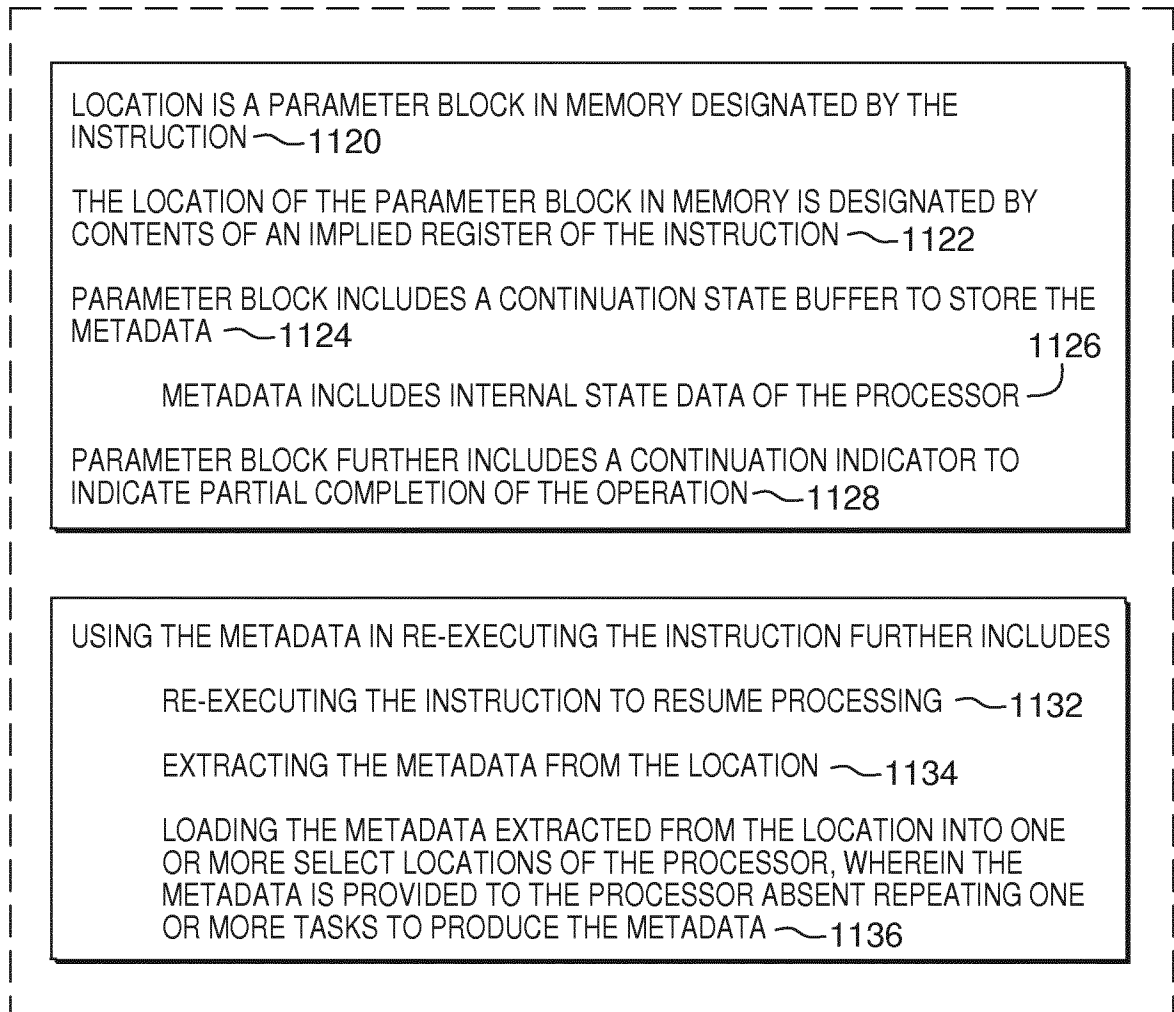 LOCATION IS A PARAMETER BLOCK IN MEMORY DESIGNATED BY THE
INSTRUCTION 1120
THE LOCATION OF THE PARAMETER BLOCK IN MEMORY IS DESIGNATED BY
CONTENTS OF AN IMPLIED REGISTER OF THE INSTRUCTION 1122
PARAMETER BLOCK INCLUDES A CONTINUATION STATE BUFFER TO STORE THE
METADATA 1124
1126
METADATA INCLUDES INTERNAL STATE DATA OF THE PROCESSOR
PARAMETER BLOCK FURTHER INCLUDES A CONTINUATION INDICATOR TO
INDICATE PARTIAL COMPLETION OF THE OPERATION 1128
USING THE METADATA IN RE-EXECUTING THE INSTRUCTION FURTHER INCLUDES
RE-EXECUTING THE INSTRUCTION TO RESUME PROCESSING 1132
EXTRACTING THE METADATA FROM THE LOCATION 1134
LOADING THE METADATA EXTRACTED FROM THE LOCATION INTO ONE
OR MORE SELECT LOCATIONS OF THE PROCESSOR, WHEREIN THE
METADATA IS PROVIDED TO THE PROCESSOR ABSENT REPEATING ONE
OR MORE TASKS TO PRODUCE THE METADATA 1136